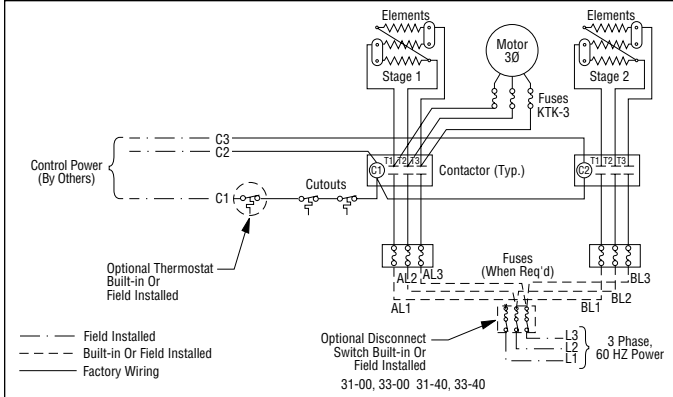 Elements
Stage 1
Motor
3Ø
Fuses
KTK-3
Elements
Stage 2
C3
C2
Control Power
(By Others)
C1
Cutouts
C1
T1 T2 T3
Contactor (Typ.)
C2
T1 T2 T3
Optional Thermostat
Built-in Or
Field Installed
AL2
AL3
AL1
Fuses
(When Req'd)
BL3
BL2
BL1
Optional Disconnect
Switch Built-in Or
Field Installed
31-00, 33-00 31-40, 33-40
L3
L2
L1
3 Phase,
60 HZ Power
Field Installed
Built-in Or Field Installed
Factory Wiring